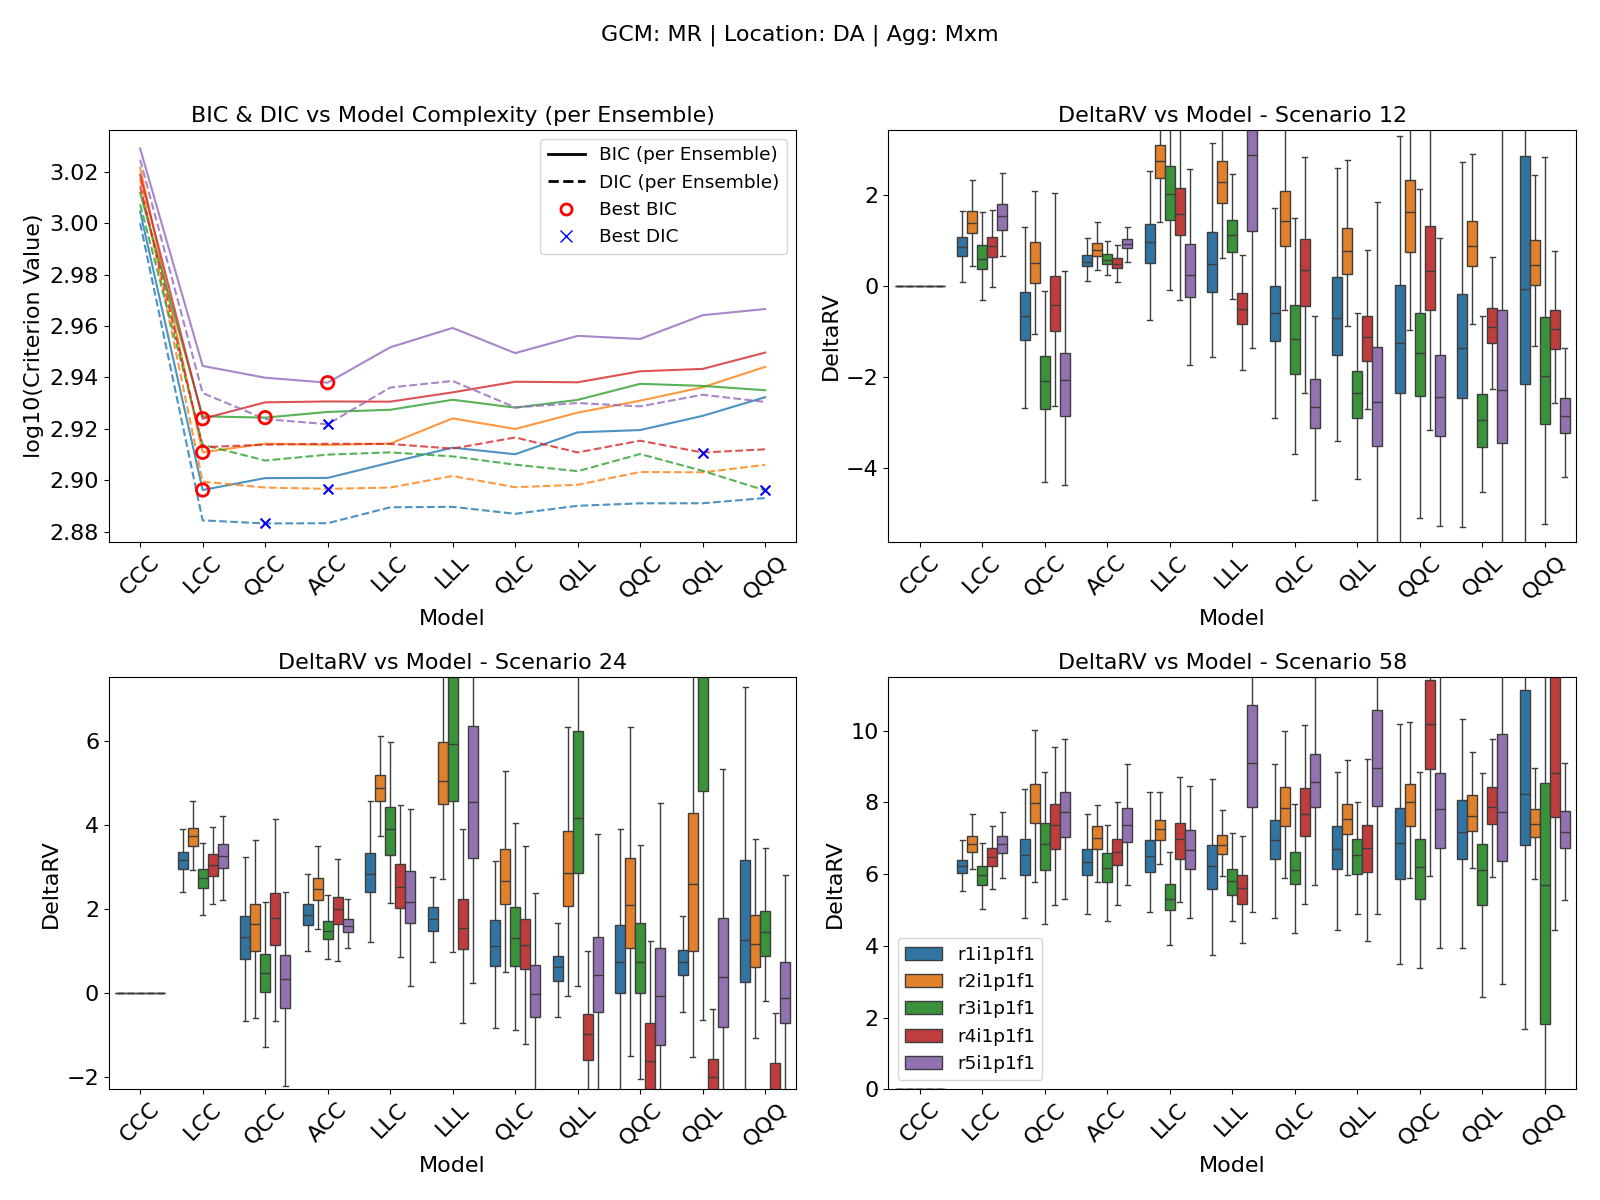 GCM: MR | Location: DA | Agg: Mxm
BIC & DIC vs Model Complexity (per Ensemble)
log10(Criterion Value)
3.02
3.00
2.98
2.96
2.94
2.92
2.90
2.88
BIC (per Ensemble)
DIC (per Ensemble)
Best BIC
Best DIC
CCC
LCC
QCC
ACC
LLC
LLL
QLC
QLL
QQC
QQL
QQQ
Model
DeltaRV vs Model - Scenario 12
DeltaRV
2
0
−2
−4
CCC
LCC
QCC
ACC
LLC
LLL
QLC
QLL
QQC
QQL
QQQ
Model
DeltaRV vs Model - Scenario 24
DeltaRV
6
4
2
0
−2
CCC
LCC
QCC
ACC
LLC
LLL
QLC
QLL
QQC
QQL
QQQ
Model
DeltaRV vs Model - Scenario 58
DeltaRV
10
8
6
4
2
0
r1i1p1f1
r2i1p1f1
r3i1p1f1
r4i1p1f1
r5i1p1f1
CCC
LCC
QCC
ACC
LLC
LLL
QLC
QLL
QQC
QQL
QQQ
Model